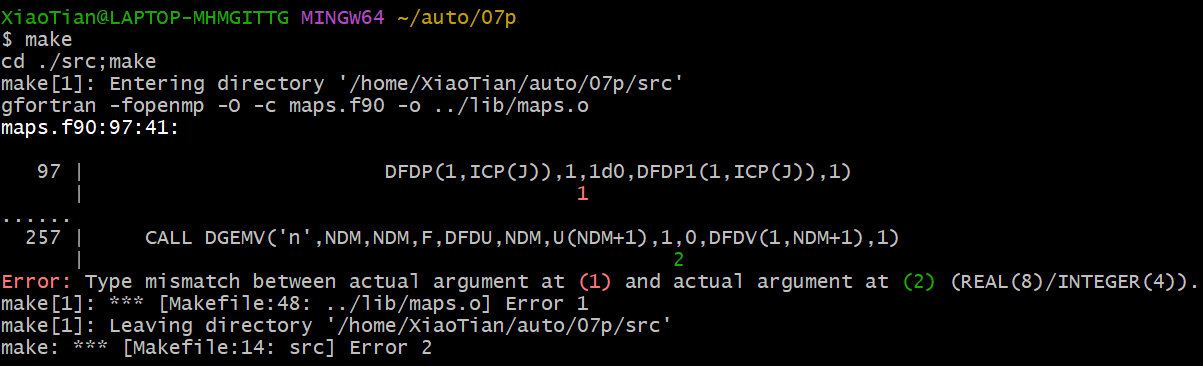 XiaoTian@LAPTOP-MHMGITTG MINGW64 ~/auto/07p
$ make
cd ./src;make
make[1]: Entering directory '/home/XiaoTian/auto/07p/src'
gfortran -fopenmp -O -c maps.f90 -o ../lib/maps.o
maps.f90:97:41:
97 | DFDP(1,ICP(J)),1,1d0,DFDP1(1,ICP(J)),1)
| 1
......
257 | CALL DGEMV('n',NDM,NDM,F,DFDU,NDM,U(NDM+1),1,0,DFDV(1,NDM+1),1)
| 2
Error: Type mismatch between actual argument at (1) and actual argument at (2) (REAL(8)/INTEGER(4)).
make[1]: *** [Makefile:48: ../lib/maps.o] Error 1
make[1]: Leaving directory '/home/XiaoTian/auto/07p/src'
make: *** [Makefile:14: src] Error 2